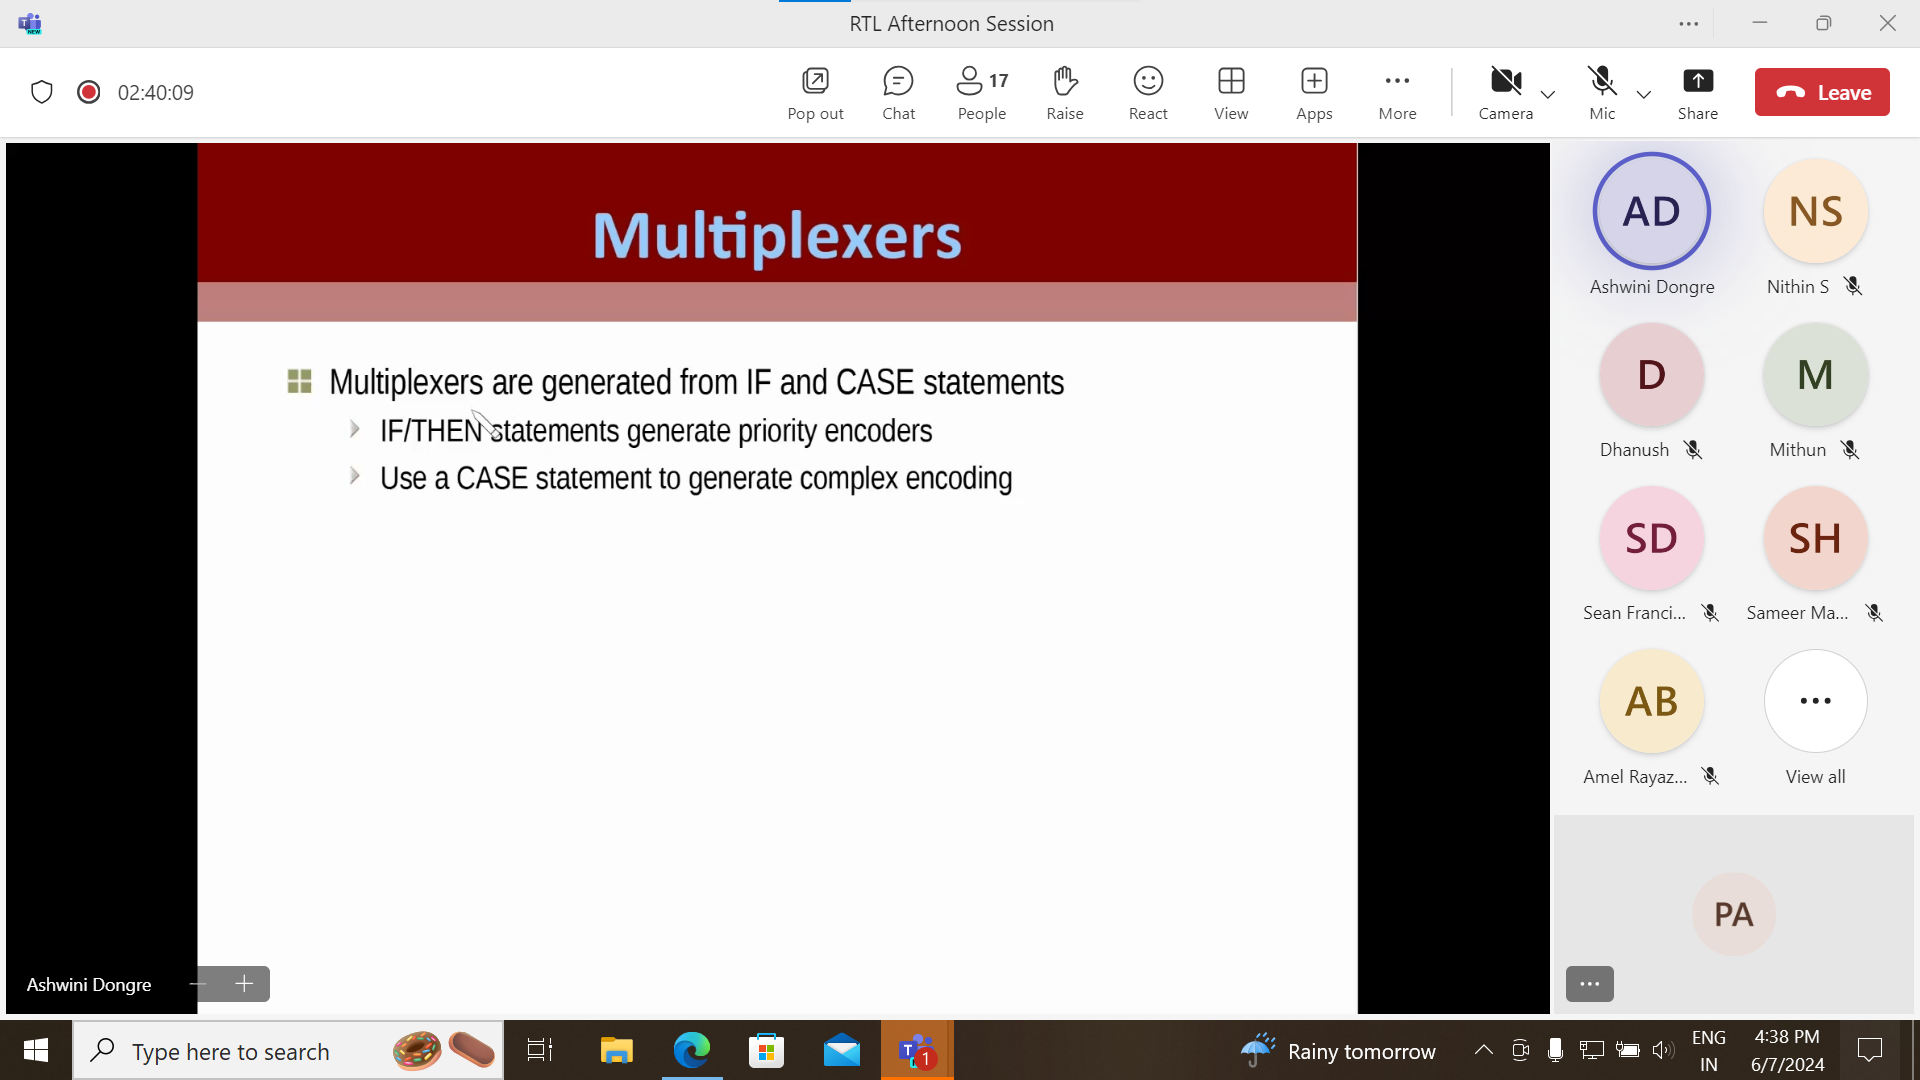 RTL Afternoon Session
NEW
02:40:09
Pop out
Chat
People
17
Raise
React
View
Apps
More
Camera
Mic
Share
Leave
Multiplexers
Multiplexers are generated from IF and CASE statements
IF/THEN statements generate priority encoders
Use a CASE statement to generate complex encoding
Ashwini Dongre
AD
NS
Ashwini Dongre
Nithin S
D
M
Dhanush
Mithun
SD
SH
Sean Franci...
Sameer Ma...
AB
Amel Rayaz...
View all
PA
Type here to search
T
1
Rainy tomorrow
ENG
IN
4:38 PM
6/7/2024